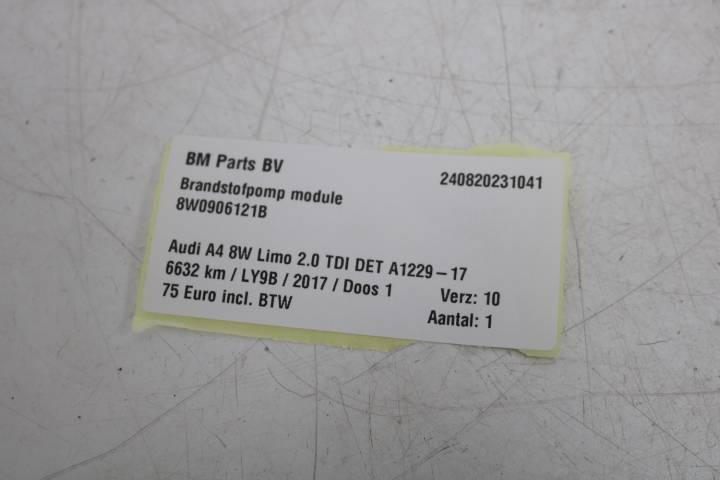 BM Parts BV 240820231041
Brandstofpomp module
8W0906121B
Audi A4 8W Limo 2.0 TDI DET A1229-17
6632 km / LY9B / 2017 / Doos 1 Verz: 10
75 Euro incl. BTW Aantal: 1